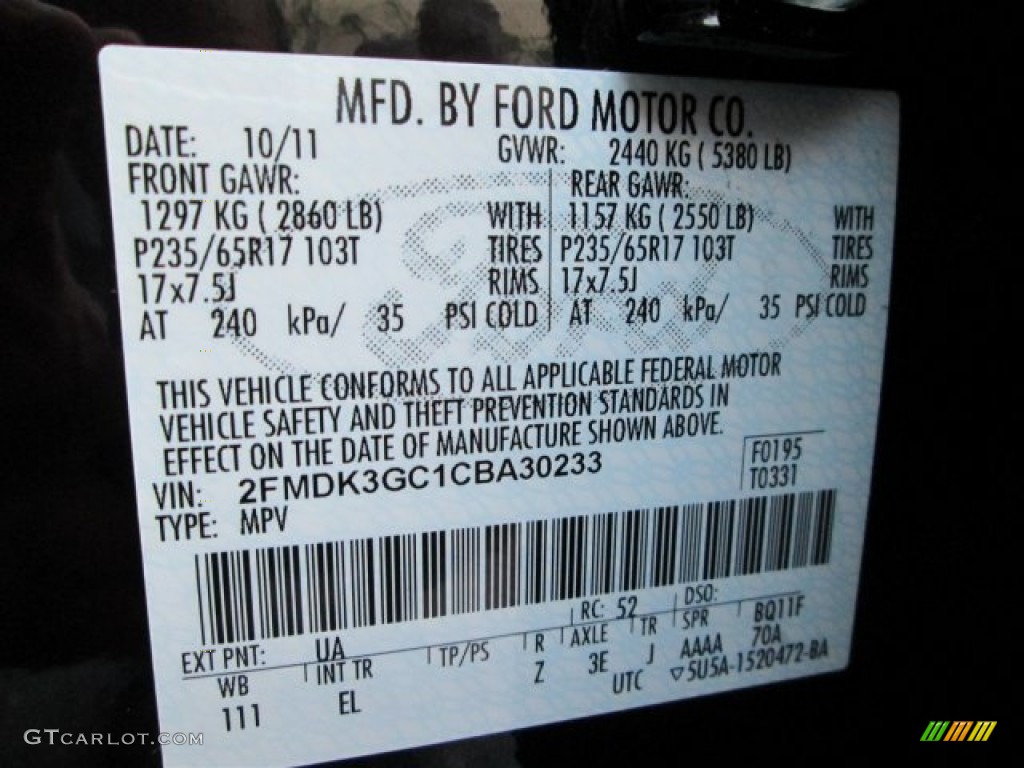 MFD. BY FORD MOTOR CO.
DATE: 10/11 GVWR: 2440 KG ( 5380 LB)
FRONT GAWR: REAR GAWR:
1297 KG ( 2860 LB) WITH 1157 KG ( 2550 LB) WITH
P235/65R17 103T TIRES P235/65R17 103T TIRES
17x7.5J RIMS 17x7.5J RIMS
AT 240 kPa/ 35 PSI COLD AT 240 kPa/ 35 PSI COLD
THIS VEHICLE CONFORMS TO ALL APPLICABLE FEDERAL MOTOR
VEHICLE SAFETY AND THEFT PREVENTION STANDARDS IN
EFFECT ON THE DATE OF MANUFACTURE SHOWN ABOVE.
F0195
VIN: 2FMDK3GC1CBA30233
T0331
TYPE: MPV
EXT PNT: UA RC: 52 DSO:
WB INT TR TP/PS R AXLE TR SPR BQ11F
111 EL Z 3E J AAAA 70A
UTC ▽5U5A-1520472-BA
GTCARLOT.COM